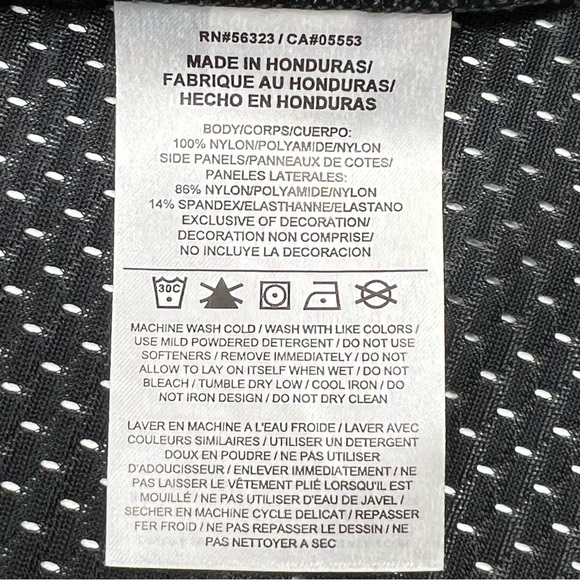 RN#56323 / CA#05553
MADE IN HONDURAS/
FABRIQUE AU HONDURAS/
HECHO EN HONDURAS
BODY/CORPS/CUERPO:
100% NYLON/POLYAMIDE/NYLON
SIDE PANELS/PANNEAUX DE COTES/
PANELES LATERALES:
86% NYLON/POLYAMIDE/NYLON
14% SPANDEX/ELASTHANNE/ELASTANO
EXCLUSIVE OF DECORATION/
DECORATION NON COMPRISE/
NO INCLUYE LA DECORACION
30C
MACHINE WASH COLD / WASH WITH LIKE COLORS /
USE MILD POWDERED DETERGENT / DO NOT USE
SOFTENERS / REMOVE IMMEDIATELY / DO NOT
ALLOW TO LAY ON ITSELF WHEN WET / DO NOT
BLEACH / TUMBLE DRY LOW / COOL IRON / DO
NOT IRON DESIGN / DO NOT DRY CLEAN
LAVER EN MACHINE A L'EAU FROIDE / LAVER AVEC
COULEURS SIMILAIRES / UTILISER UN DETERGENT
DOUX EN POUDRE / NE PAS UTILISER
D'ADOUCISSEUR / ENLEVER IMMEDIATEMENT / NE
PAS LAISSER LE VÊTEMENT PLIÉ LORSQU'IL EST
MOUILLÉ / NE PAS UTILISER D'EAU DE JAVEL /
SECHER EN MACHINE CYCLE DELICAT / REPASSER
FER FROID / NE PAS REPASSER LE DESSIN / NE
PAS NETTOYER A SEC